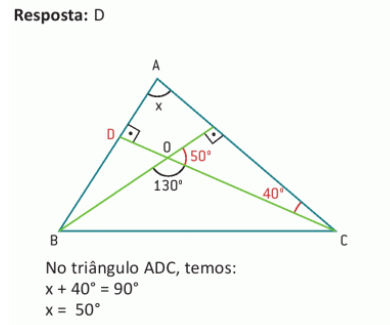 Resposta: D
A
x
D
O
50°
130°
40°
B
C
No triângulo ADC, temos:
x + 40° = 90°
x = 50°